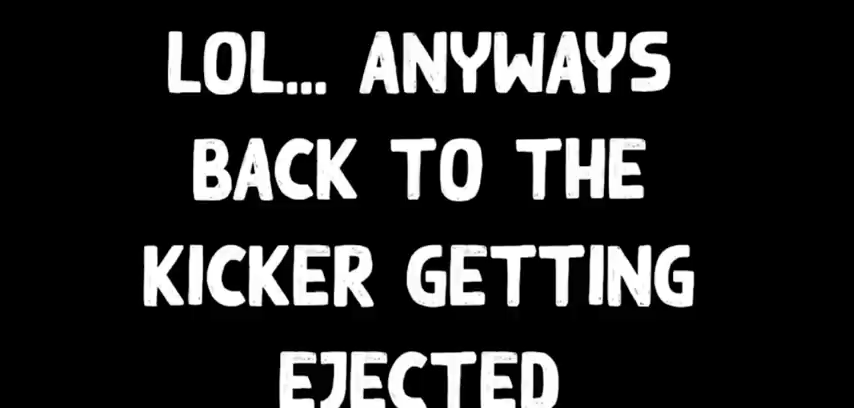 LOL... ANYWAYS
BACK TO THE
KICKER GETTING
EJECTED